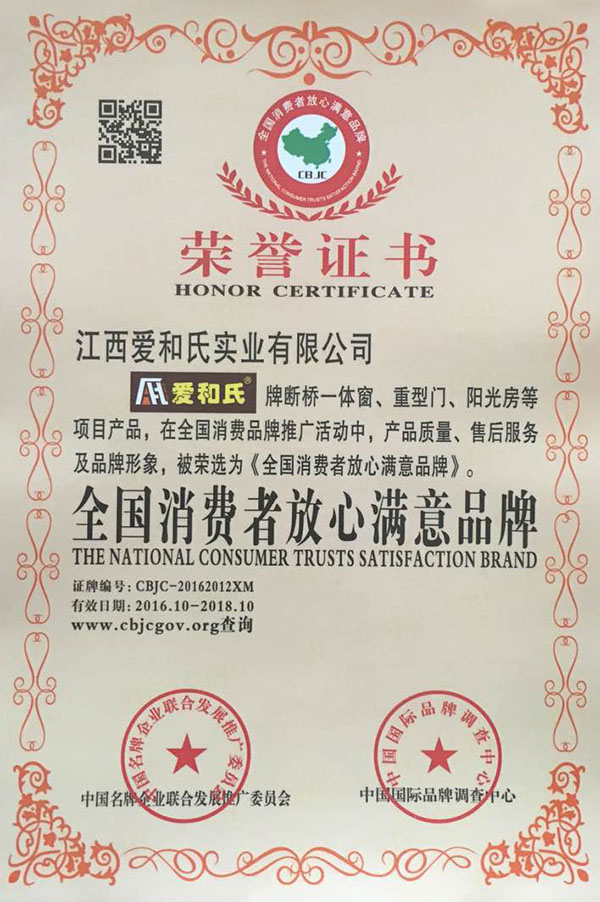 全国消费者放心满意品牌
CBJC
THE NATIONAL CONSUMER TRUSTS SATISFACTION BRAND
荣誉证书
HONOR CERTIFICATE
江西爱和氏实业有限公司
爱和氏® 牌断桥一体窗、重型门、阳光房等
项目产品，在全国消费品牌推广活动中，产品质量、售后服务
及品牌形象，被荣选为《全国消费者放心满意品牌》。
全国消费者放心满意品牌
THE NATIONAL CONSUMER TRUSTS SATISFACTION BRAND
证牌编号: CBJC-20162012XM
有效日期: 2016.10-2018.10
www.cbjcgov.org查询
中国名牌企业联合发展推广委员会
中国国际品牌调查中心
中国名牌企业联合发展推广委员会
中国国际品牌调查中心